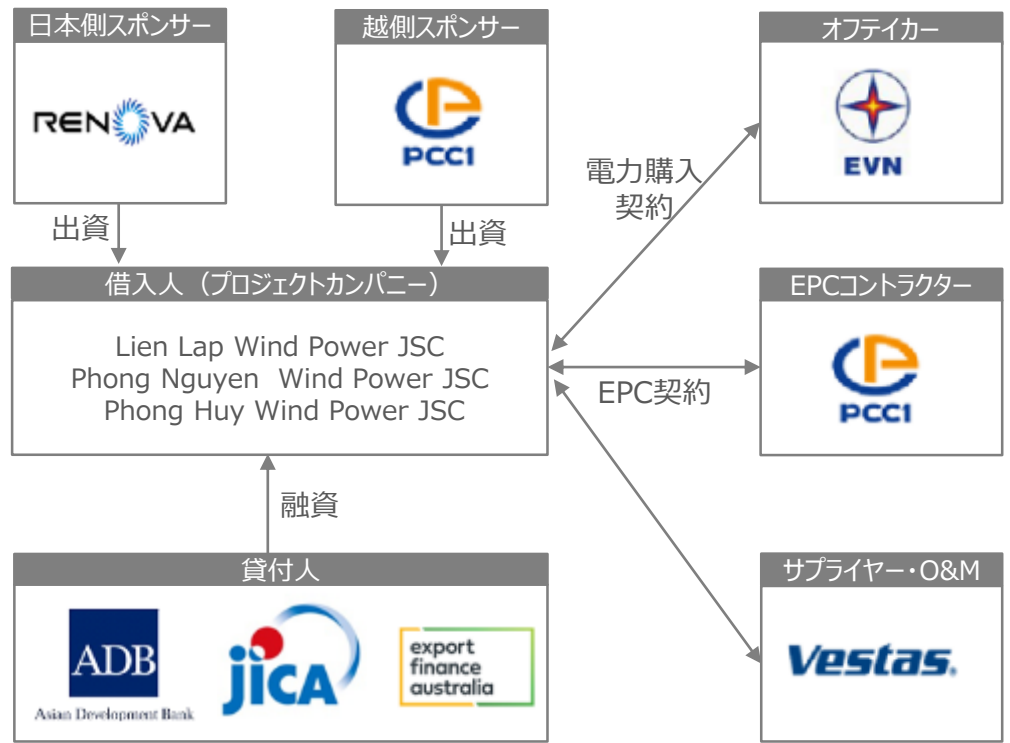 日本側スポンサー
RENOVA
越側スポンサー
PCC1
オフテイカー
EVN
出資
出資
電力購入
契約
借入人（プロジェクトカンパニー）
Lien Lap Wind Power JSC
Phong Nguyen  Wind Power JSC
Phong Huy Wind Power JSC
EPC契約
EPCコントラクター
PCC1
融資
貸付人
ADB
Asian Development Bank
jICA
export
finance
australia
サプライヤー・O&M
Vestas.